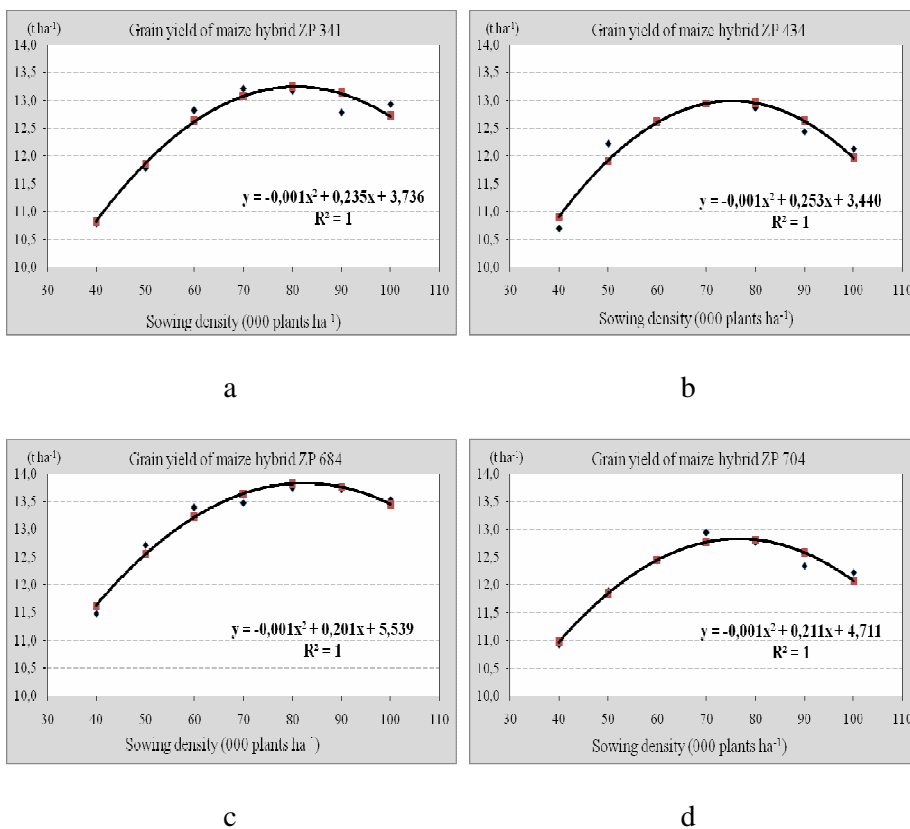 Grain yield of maize hybrid ZP 341
(t ha-1)
14,0
13,5
13,0
12,5
12,0
11,5
11,0
10,5
10,0
y = -0,001x² + 0,235x + 3,736
R² = 1
30 40 50 60 70 80 90 100 110
Sowing density (000 plants ha-1)
a
Grain yield of maize hybrid ZP 434
(t ha-1)
14,0
13,5
13,0
12,5
12,0
11,5
11,0
10,5
10,0
y = -0,001x² + 0,253x + 3,440
R² = 1
30 40 50 60 70 80 90 100 110
Sowing density (000 plants ha-1)
b
Grain yield of maize hybrid ZP 684
(t ha-1)
14,0
13,5
13,0
12,5
12,0
11,5
11,0
10,5
10,0
y = -0,001x² + 0,201x + 5,539
R² = 1
30 40 50 60 70 80 90 100 110
Sowing density (000 plants ha-1)
c
Grain yield of maize hybrid ZP 704
(t ha-1)
14,0
13,5
13,0
12,5
12,0
11,5
11,0
10,5
10,0
y = -0,001x² + 0,211x + 4,711
R² = 1
30 40 50 60 70 80 90 100 110
Sowing density (000 plants ha-1)
d